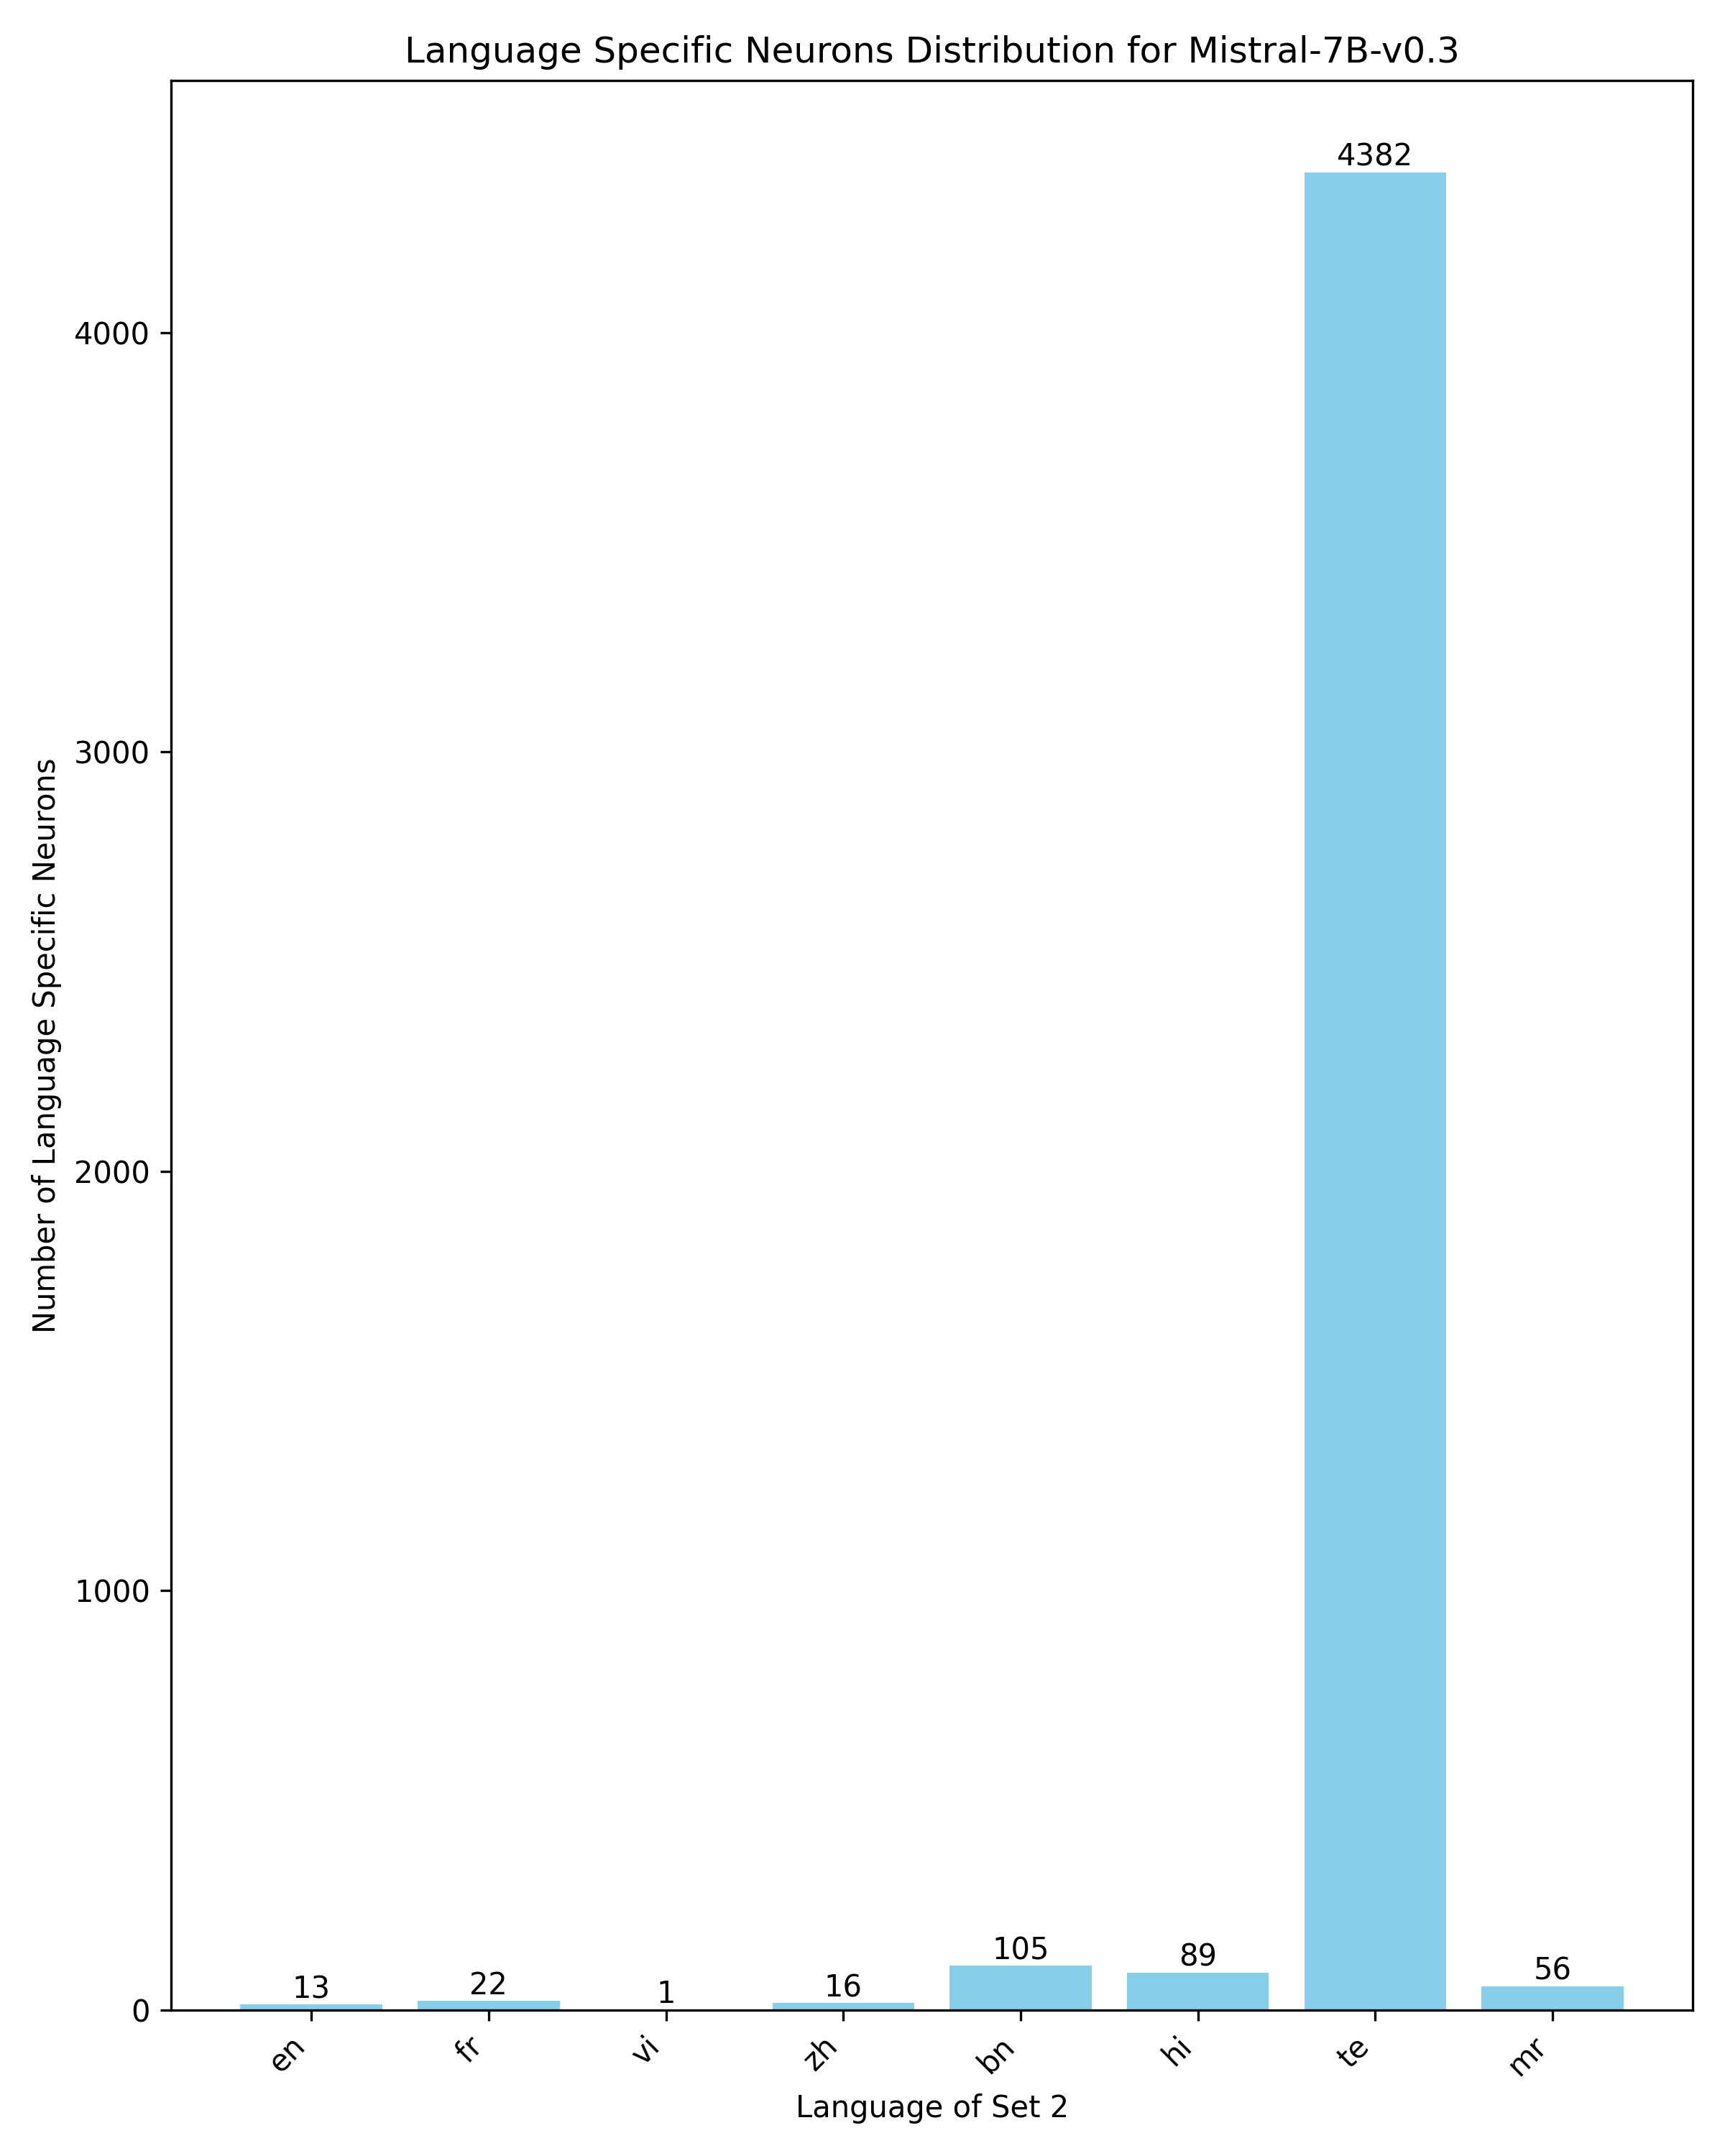 Language Specific Neurons Distribution for Mistral-7B-v0.3
Number of Language Specific Neurons
4000
3000
2000
1000
0
13
22
1
16
105
89
4382
56
en
fr
vi
zh
bn
hi
te
mr
Language of Set 2